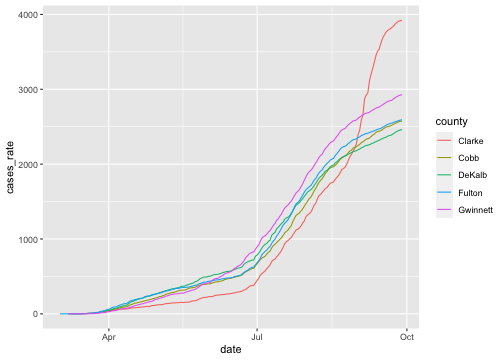 4000
3000
2000
1000
0
cases_rate
Apr
Jul
Oct
date
county
Clarke
Cobb
DeKalb
Fulton
Gwinnett